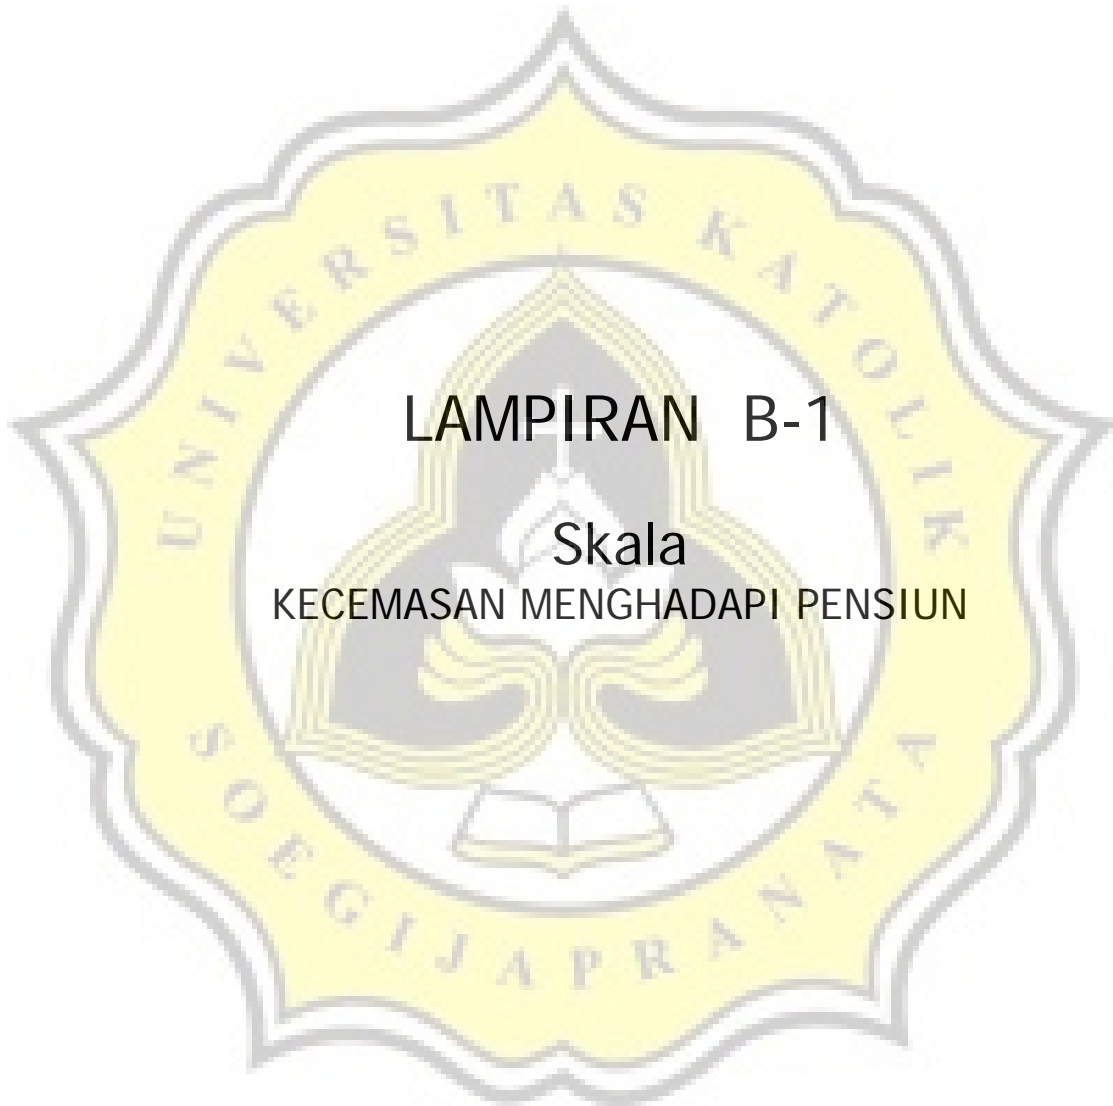 UNIVERSITAS KATOLIK
LAMPIRAN B-1
Skala
KECEMASAN MENGHADAPI PENSIUN
SOEGIJAPRANATA